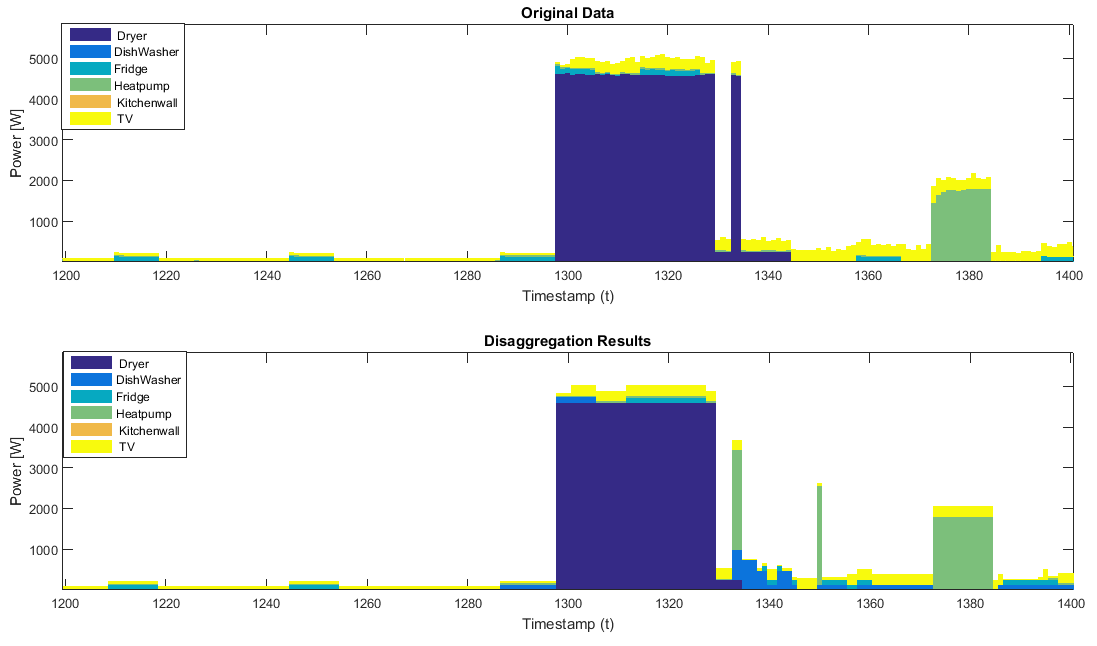 Original Data
Dryer
DishWasher
Fridge
Heatpump
Kitchenwall
TV
Power [W]
5000
4000
3000
2000
1000
1200 1220 1240 1260 1280 1300 1320 1340 1360 1380 1400
Timestamp (t)
Disaggregation Results
Dryer
DishWasher
Fridge
Heatpump
Kitchenwall
TV
Power [W]
5000
4000
3000
2000
1000
1200 1220 1240 1260 1280 1300 1320 1340 1360 1380 1400
Timestamp (t)